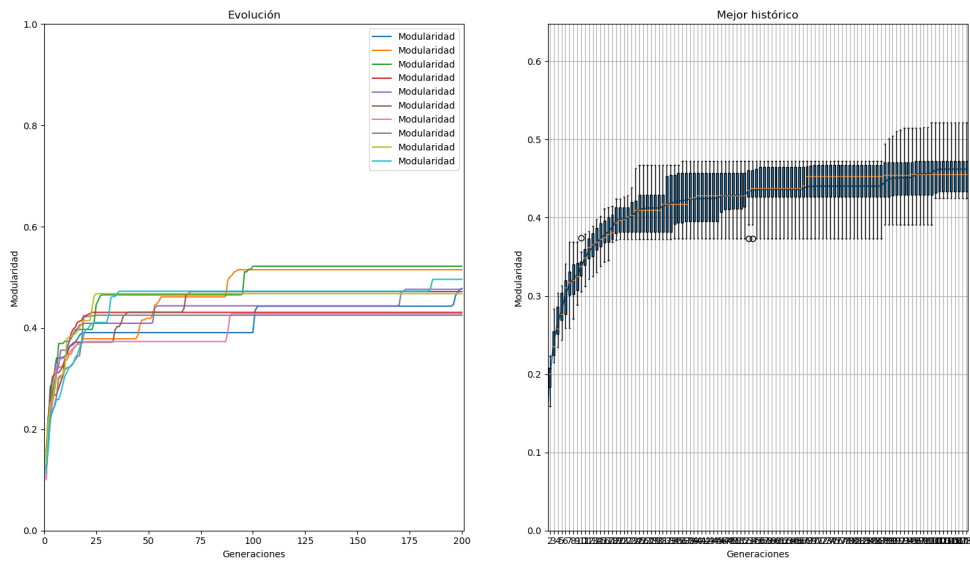 Evolución
1.0
0.8
0.6
0.4
0.2
0.0
Modularidad
Modularidad
Modularidad
Modularidad
Modularidad
Modularidad
Modularidad
Modularidad
Modularidad
Modularidad
Modularidad
0 25 50 75 100 125 150 175 200
Generaciones
Mejor histórico
0.6
0.5
0.4
0.3
0.2
0.1
0.0
Modularidad
Generaciones